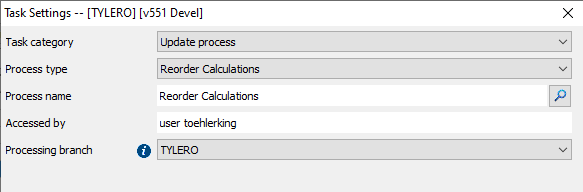 Task Settings -- [TYLERO] [v551 Devel]
Task category Update process
Process type Reorder Calculations
Process name Reorder Calculations
Accessed by user toehlerking
Processing branch TYLERO